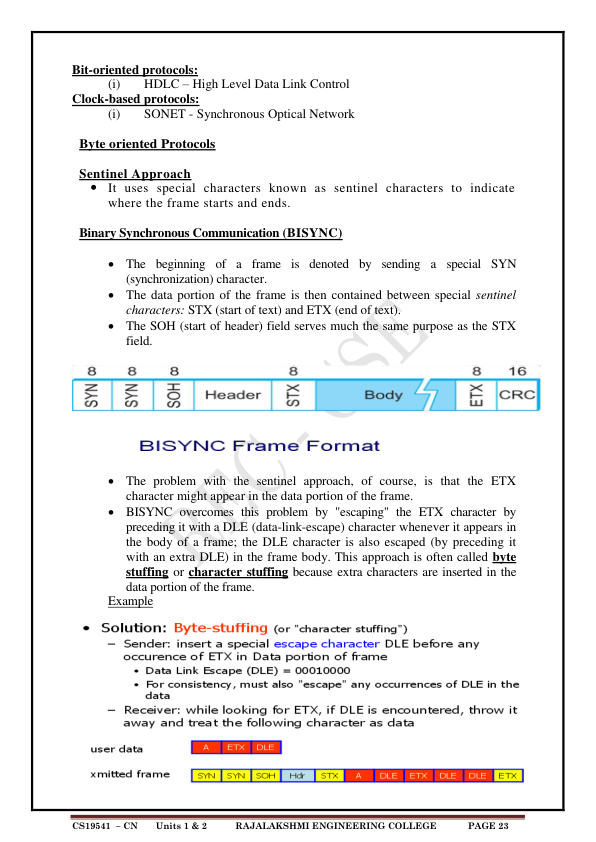 Bit-oriented protocols:
(i) HDLC – High Level Data Link Control
Clock-based protocols:
(i) SONET - Synchronous Optical Network
Byte oriented Protocols
Sentinel Approach
• It uses special characters known as sentinel characters to indicate
where the frame starts and ends.
Binary Synchronous Communication (BISYNC)
• The beginning of a frame is denoted by sending a special SYN
(synchronization) character.
• The data portion of the frame is then contained between special sentinel
characters: STX (start of text) and ETX (end of text).
• The SOH (start of header) field serves much the same purpose as the STX
field.
8 8 8 8 8 16
SYN SYN SOH Header STX Body ETX CRC
BISYNC Frame Format
• The problem with the sentinel approach, of course, is that the ETX
character might appear in the data portion of the frame.
• BISYNC overcomes this problem by "escaping" the ETX character by
preceding it with a DLE (data-link-escape) character whenever it appears in
the body of a frame; the DLE character is also escaped (by preceding it
with an extra DLE) in the frame body. This approach is often called byte
stuffing or character stuffing because extra characters are inserted in the
data portion of the frame.
Example
• Solution: Byte-stuffing (or "character stuffing")
– Sender: insert a special escape character DLE before any
occurence of ETX in Data portion of frame
• Data Link Escape (DLE) = 00010000
• For consistency, must also "escape" any occurrences of DLE in the
data
– Receiver: while looking for ETX, if DLE is encountered, throw it
away and treat the following character as data
user data A ETX DLE
xmitted frame SYN SYN SOH Hdr STX A DLE ETX DLE DLE ETX
CS19541 – CN Units 1 & 2 RAJALAKSHMI ENGINEERING COLLEGE PAGE 23
REC - CSE